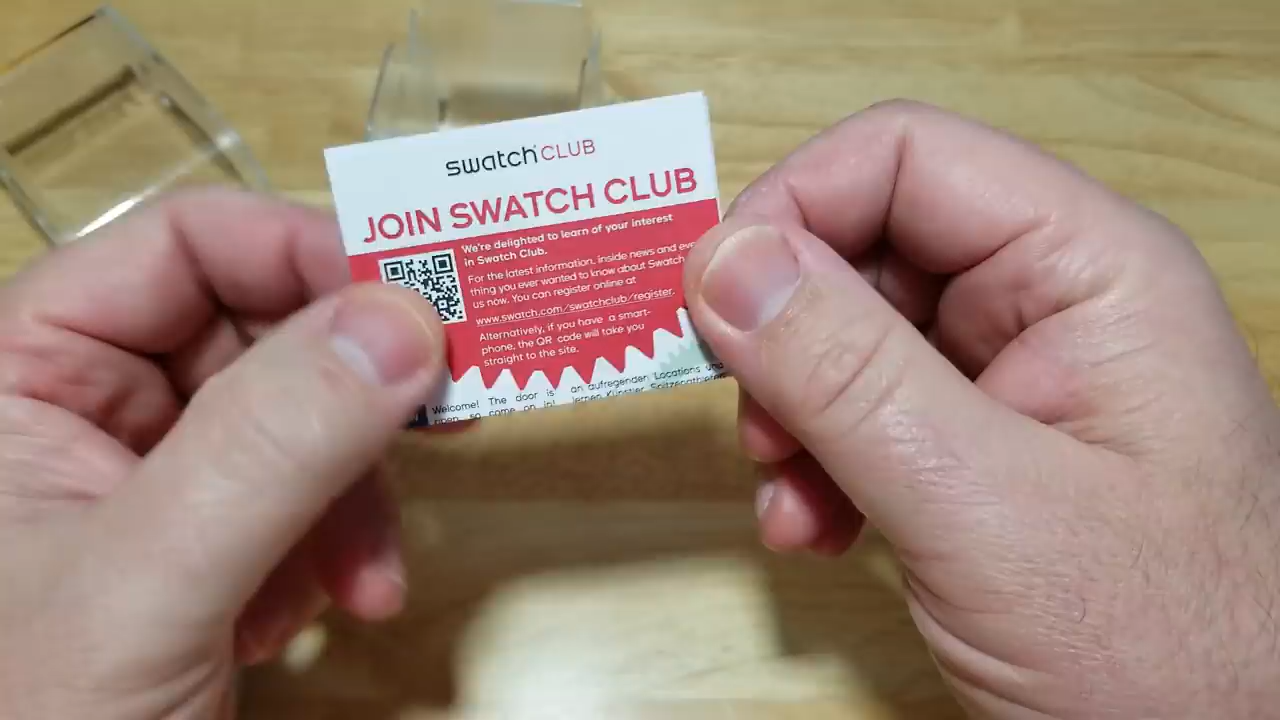 swatch CLUB
JOIN SWATCH CLUB
We're delighted to learn of your interest
in Swatch Club.
For the latest information, inside news and
thing you ever wanted to know about Swatch
us now. You can register online at
www.swatch.com/swatchclub/register.
Alternatively, if you have a smart-
phone, the QR code will take you
straight to the site.
Welcome! The door is
open, so come on in!
an aufregenden Locations und